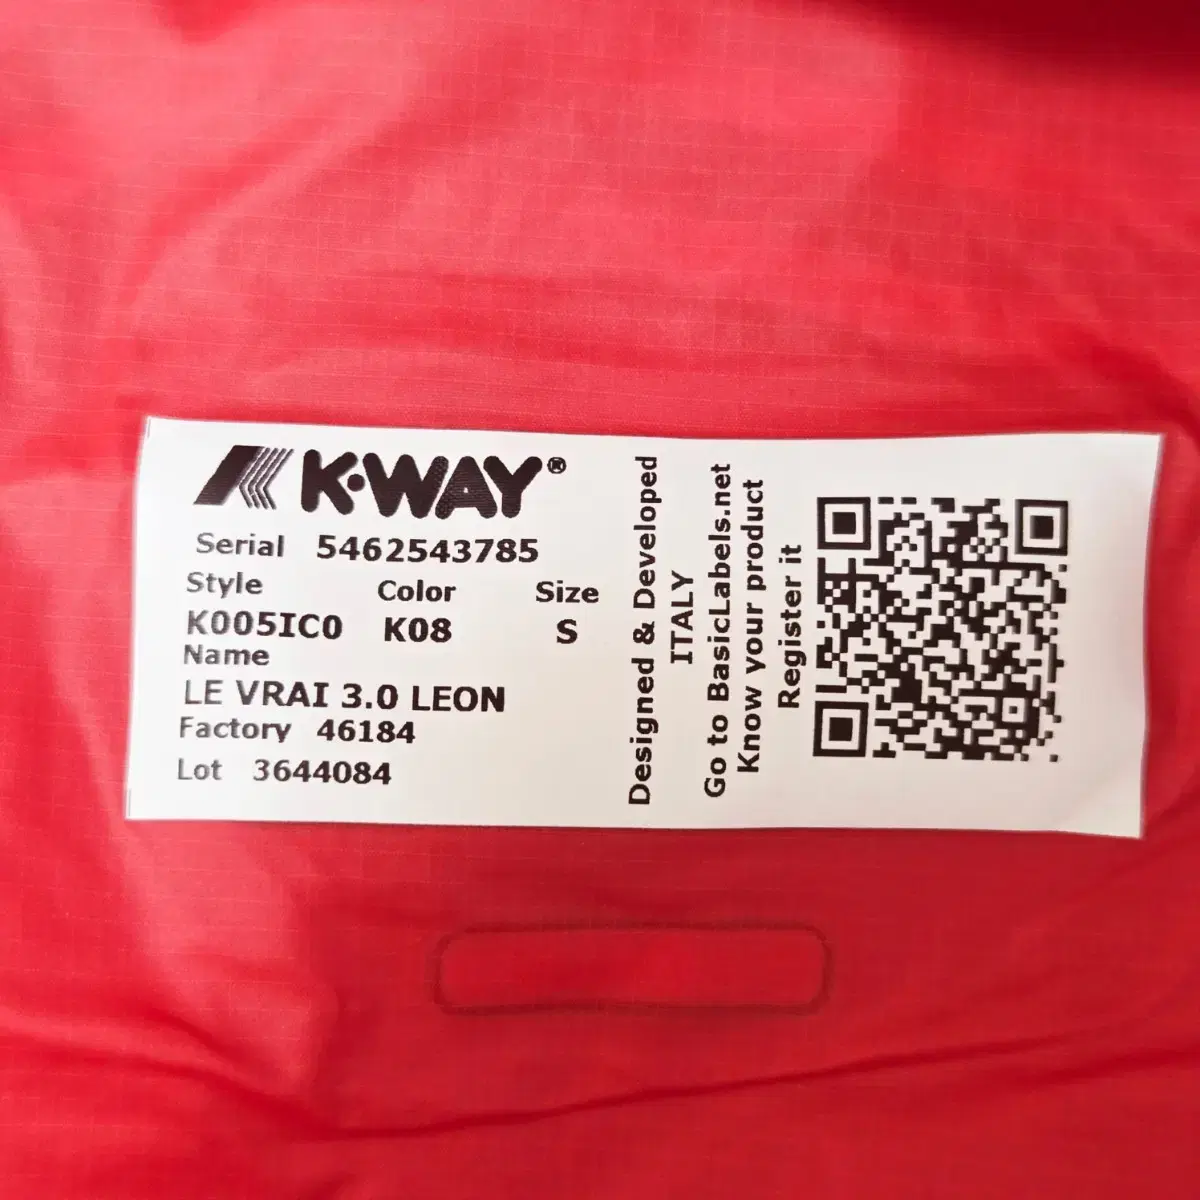 K·WAY®
Serial 5462543785
Style Color Size
K005IC0 K08 S
Name
LE VRAI 3.0 LEON
Factory 46184
Lot 3644084
Designed & Developed
ITALY
Go to BasicLabels.net
Know your product
Register it